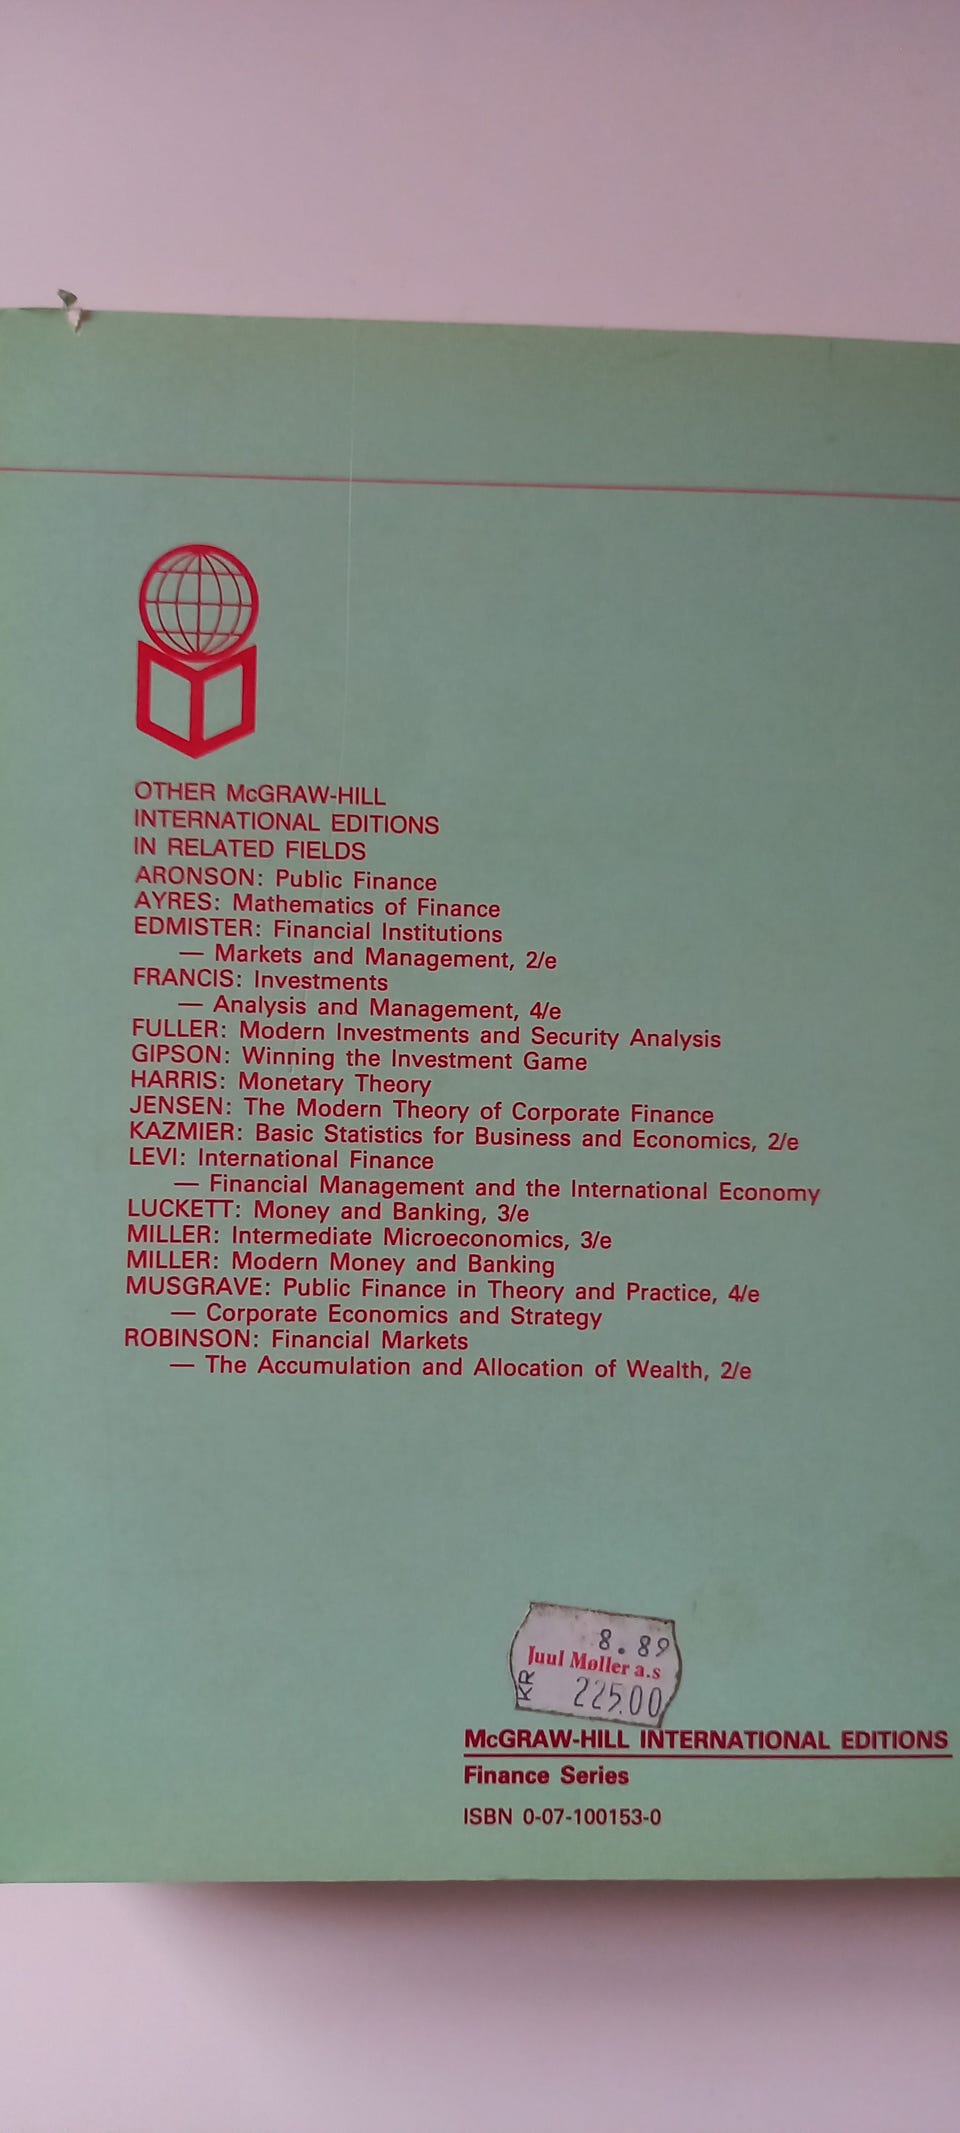 OTHER McGRAW-HILL
INTERNATIONAL EDITIONS
IN RELATED FIELDS
ARONSON: Public Finance
AYRES: Mathematics of Finance
EDMISTER: Financial Institutions
— Markets and Management, 2/e
FRANCIS: Investments
— Analysis and Management, 4/e
FULLER: Modern Investments and Security Analysis
GIPSON: Winning the Investment Game
HARRIS: Monetary Theory
JENSEN: The Modern Theory of Corporate Finance
KAZMIER: Basic Statistics for Business and Economics, 2/e
LEVI: International Finance
— Financial Management and the International Economy
LUCKETT: Money and Banking, 3/e
MILLER: Intermediate Microeconomics, 3/e
MILLER: Modern Money and Banking
MUSGRAVE: Public Finance in Theory and Practice, 4/e
— Corporate Economics and Strategy
ROBINSON: Financial Markets
— The Accumulation and Allocation of Wealth, 2/e
8.89
Juul Møller a.s
KR 225.00
McGRAW-HILL INTERNATIONAL EDITIONS
Finance Series
ISBN 0-07-100153-0